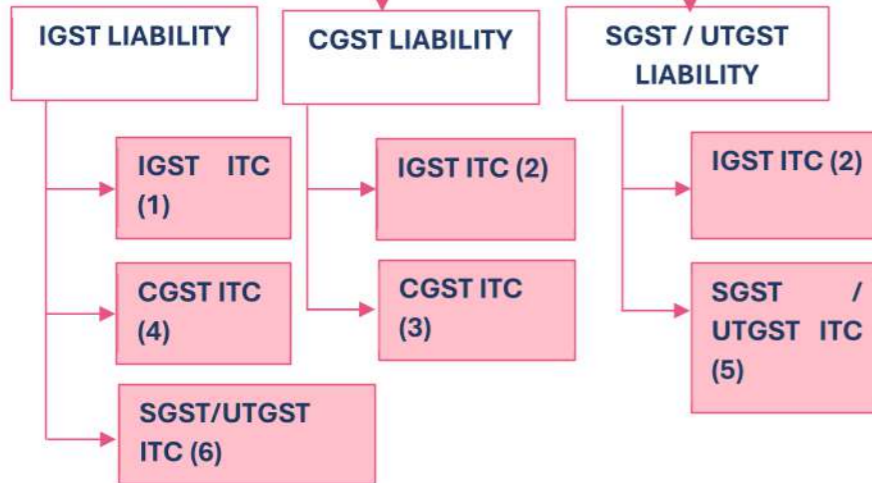 IGST LIABILITY
CGST LIABILITY
SGST / UTGST
LIABILITY
IGST ITC
(1)
IGST ITC (2)
IGST ITC (2)
CGST ITC
(4)
CGST ITC
(3)
SGST /
UTGST ITC
(5)
SGST/UTGST
ITC (6)